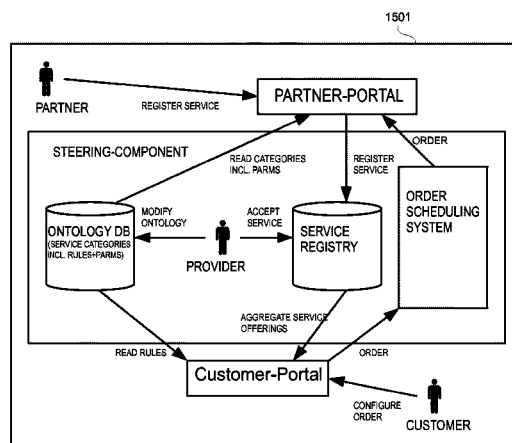 1501
PARTNER
REGISTER SERVICE
PARTNER-PORTAL
STEERING-COMPONENT
READ CATEGORIES
INCL. PARMS
REGISTER
SERVICE
ORDER
ONTOLOGY DB
(SERVICE CATEGORIES
INCL. RULES+PARMS)
MODIFY
ONTOLOGY
PROVIDER
ACCEPT
SERVICE
SERVICE
REGISTRY
ORDER
SCHEDULING
SYSTEM
AGGREGATE SERVICE
OFFERINGS
READ RULES
ORDER
Customer-Portal
CONFIGURE
ORDER
CUSTOMER